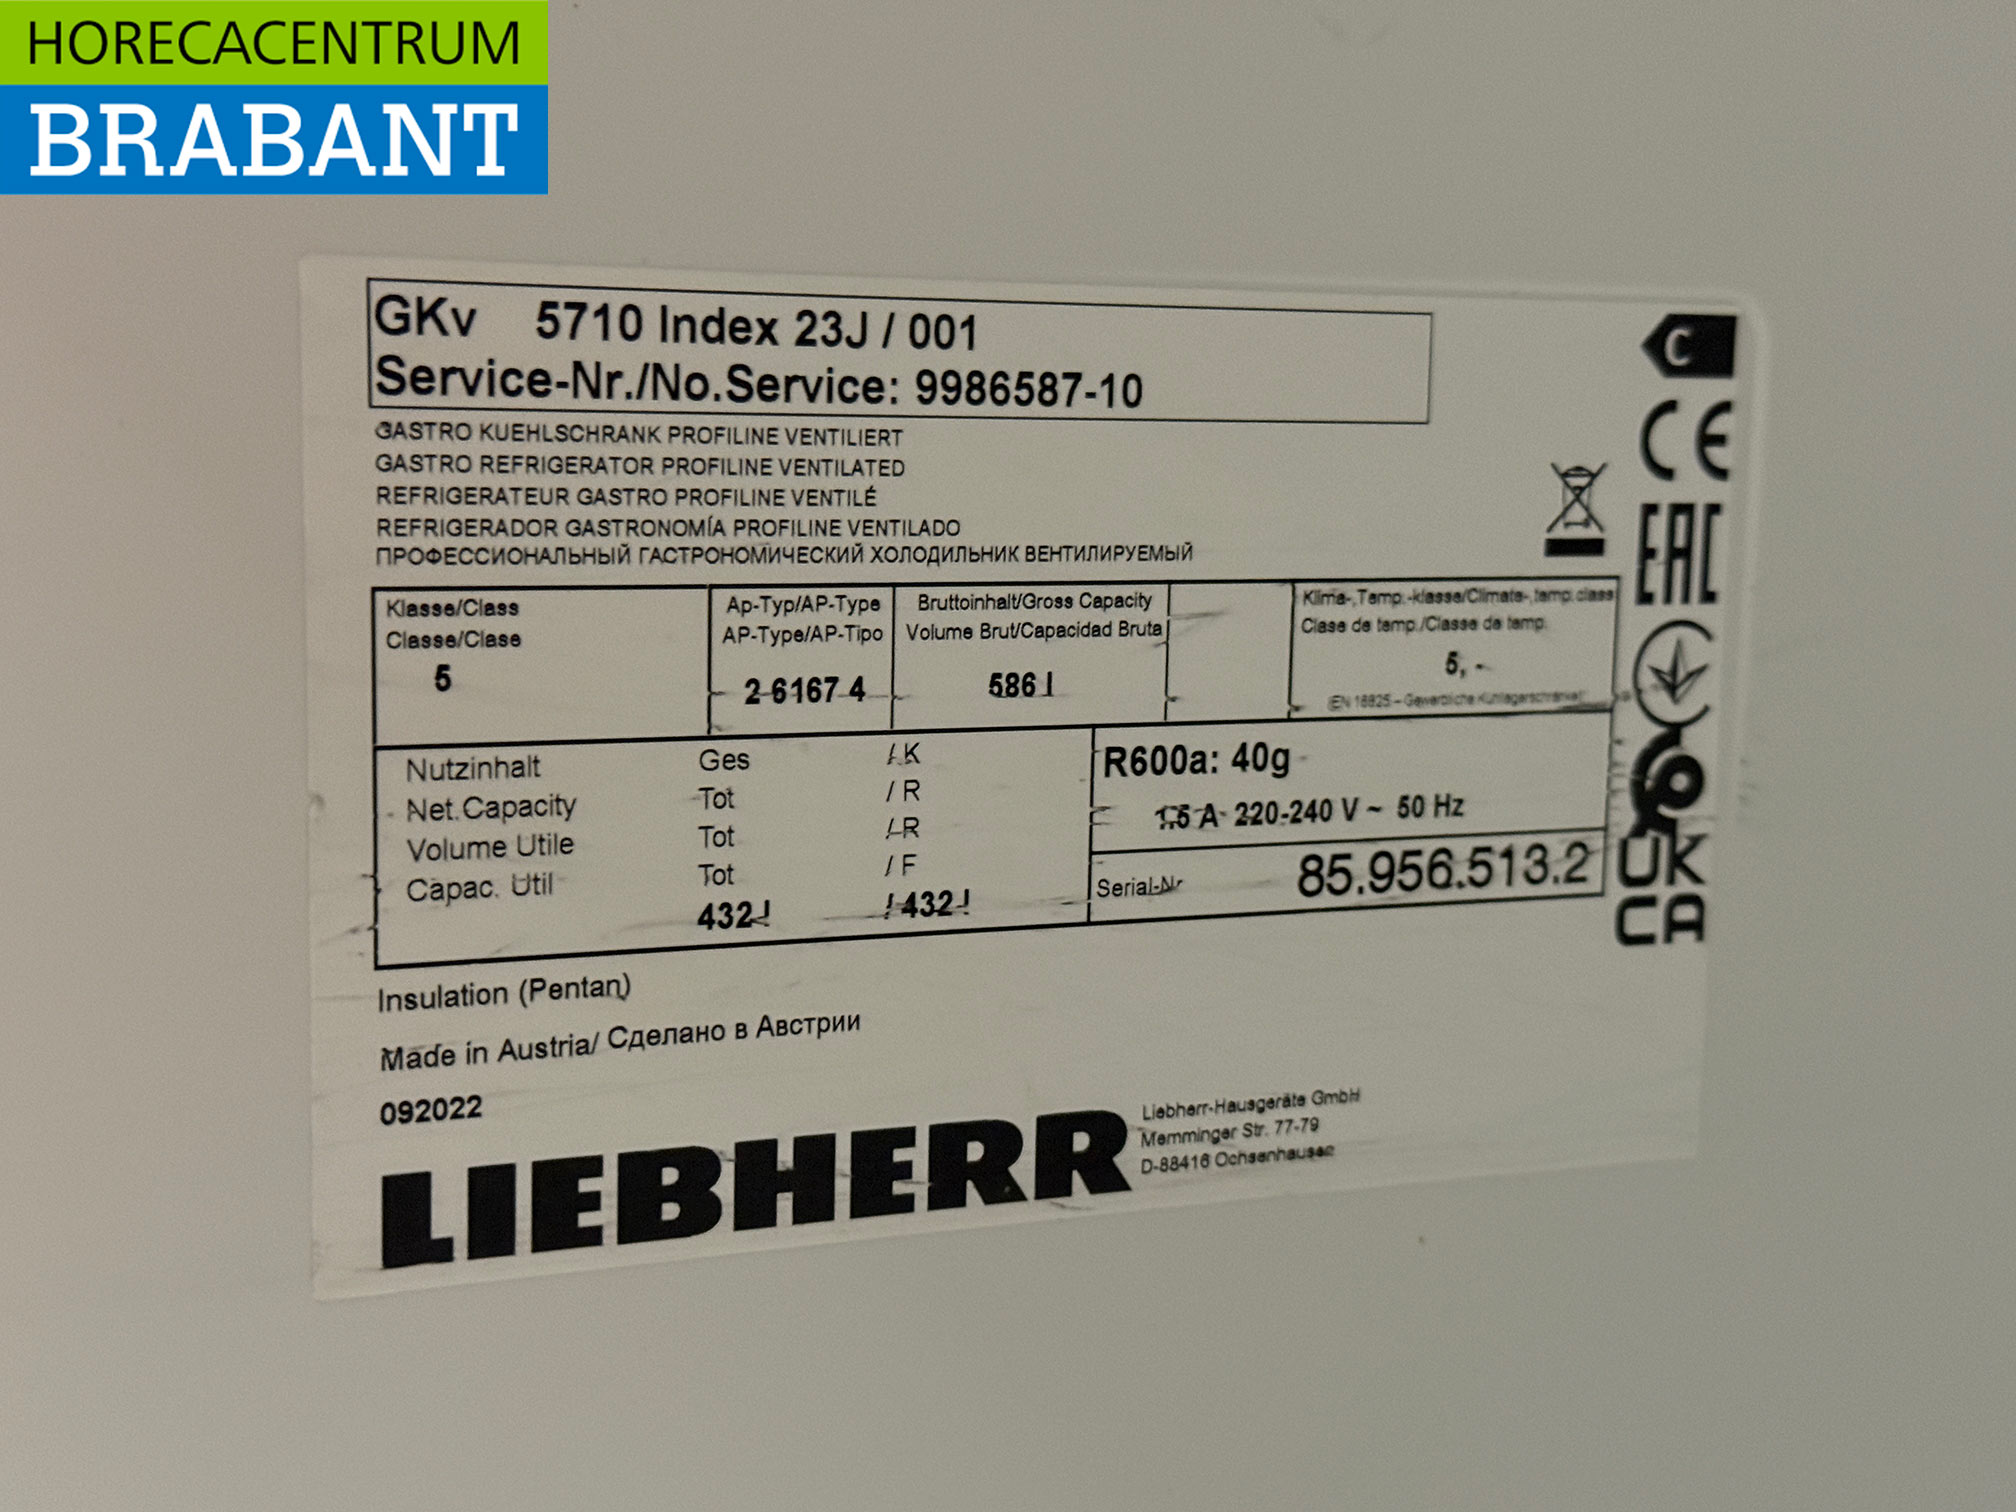 HORECACENTRUM
BRABANT
GKv 5710 Index 23J / 001
Service-Nr./No.Service: 9986587-10
GASTRO KUEHLSCHRANK PROFILINE VENTILIERT
GASTRO REFRIGERATOR PROFILINE VENTILATED
REFRIGERATEUR GASTRO PROFILINE VENTILÉ
REFRIGERADOR GASTRONOMÍA PROFILINE VENTILADO
ПРОФЕССИОНАЛЬНЫЙ ГАСТРОНОМИЧЕСКИЙ ХОЛОДИЛЬНИК ВЕНТИЛИРУЕМЫЙ
C
CE
EAC
UK
CA
Klasse/Class
Classe/Clase
5
Ap-Typ/AP-Type
AP-Type/AP-Tipo
2 6167 4
Bruttoinhalt/Gross Capacity
Volume Brut/Capacidad Bruta
586 l
Klima-,Temp.-klasse/Climate-,temp.class
Clase de temp./Classe de temp.
5, -
(EN 16825 - Gewerbliche Kühllagerschränke)
Nutzinhalt Ges / K
Net.Capacity Tot / R
Volume Utile Tot / R
Capac. Util Tot / F
432 l / 432 l
R600a: 40g
1.5 A 220-240 V ~ 50 Hz
Serial-Nr 85.956.513.2
Insulation (Pentan)
Made in Austria/ Сделано в Австрии
092022
LIEBHERR
Liebherr-Hausgeräte GmbH
Memminger Str. 77-79
D-88416 Ochsenhausen